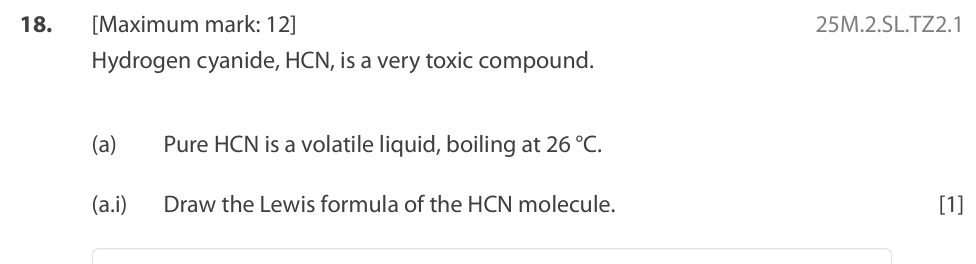 18. [Maximum mark: 12] 25M.2.SL.TZ2.1
Hydrogen cyanide, HCN, is a very toxic compound.
(a) Pure HCN is a volatile liquid, boiling at 26 °C.
(a.i) Draw the Lewis formula of the HCN molecule. [1]